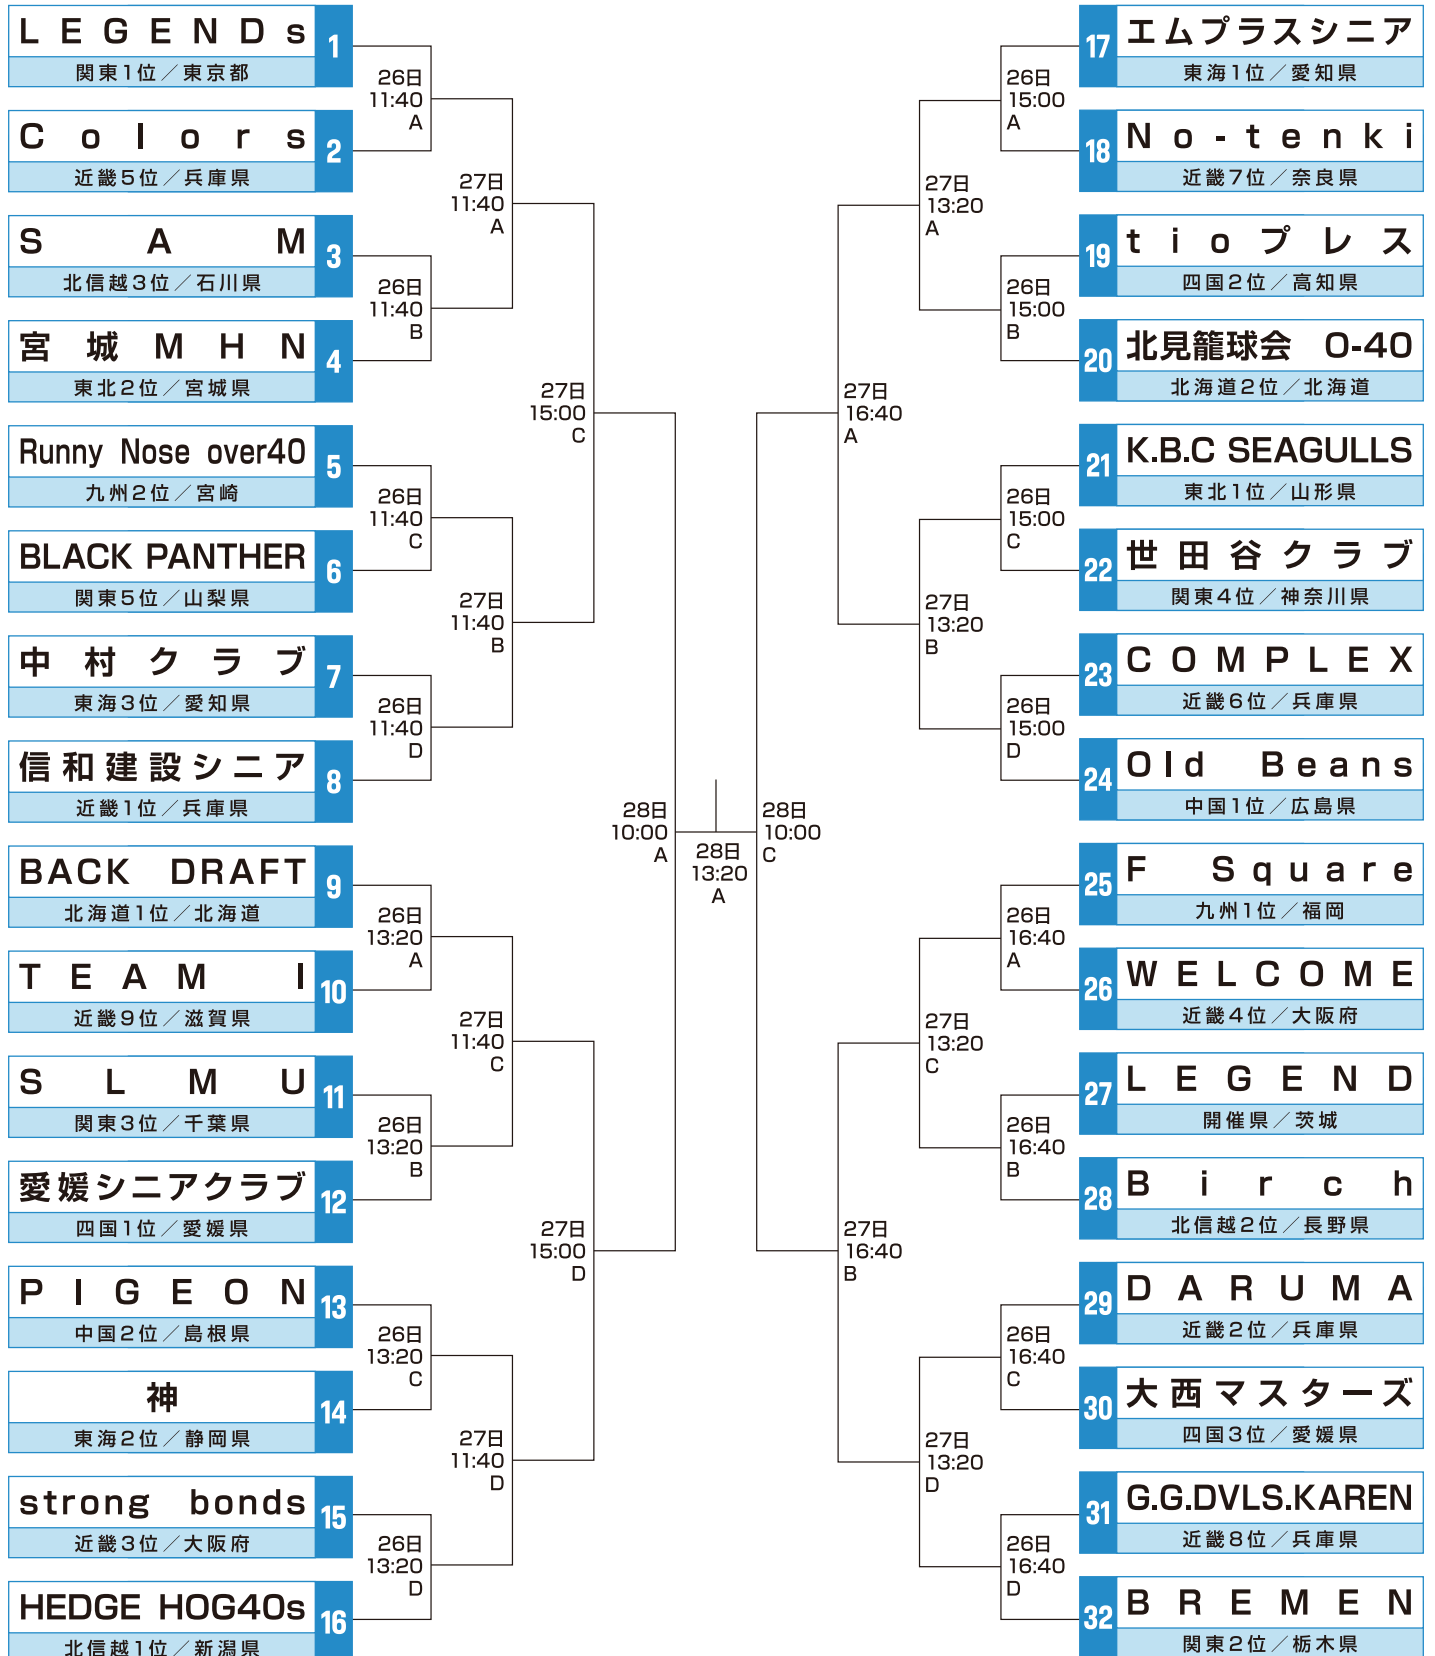 LEGENDs
1
関東1位／東京都
Colors
2
近畿5位／兵庫県
SAM
3
北信越3位／石川県
宮城MHN
4
東北2位／宮城県
Runny Nose over40
5
九州2位／宮崎
BLACK PANTHER
6
関東5位／山梨県
中村クラブ
7
東海3位／愛知県
信和建設シニア
8
近畿1位／兵庫県
BACK DRAFT
9
北海道1位／北海道
TEAM I
10
近畿9位／滋賀県
SLMU
11
関東3位／千葉県
愛媛シニアクラブ
12
四国1位／愛媛県
PIGEON
13
中国2位／島根県
神
14
東海2位／静岡県
strong bonds
15
近畿3位／大阪府
HEDGE HOG40s
16
北信越1位／新潟県
26日
11:40
A
26日
11:40
B
26日
11:40
C
26日
11:40
D
26日
13:20
A
26日
13:20
B
26日
13:20
C
26日
13:20
D
27日
11:40
A
27日
11:40
B
27日
11:40
C
27日
11:40
D
27日
15:00
C
27日
15:00
D
28日
10:00
A
28日
13:20
A
28日
10:00
C
27日
16:40
A
27日
16:40
B
27日
13:20
A
27日
13:20
B
27日
13:20
C
27日
13:20
D
26日
15:00
A
26日
15:00
B
26日
15:00
C
26日
15:00
D
26日
16:40
A
26日
16:40
B
26日
16:40
C
26日
16:40
D
17
エムプラスシニア
東海1位／愛知県
18
No-tenki
近畿7位／奈良県
19
tioプレス
四国2位／高知県
20
北見籠球会 O-40
北海道2位／北海道
21
K.B.C SEAGULLS
東北1位／山形県
22
世田谷クラブ
関東4位／神奈川県
23
COMPLEX
近畿6位／兵庫県
24
Old Beans
中国1位／広島県
25
F Square
九州1位／福岡
26
WELCOME
近畿4位／大阪府
27
LEGEND
開催県／茨城
28
Birch
北信越2位／長野県
29
DARUMA
近畿2位／兵庫県
30
大西マスターズ
四国3位／愛媛県
31
G.G.DVLS.KAREN
近畿8位／兵庫県
32
BREMEN
関東2位／栃木県